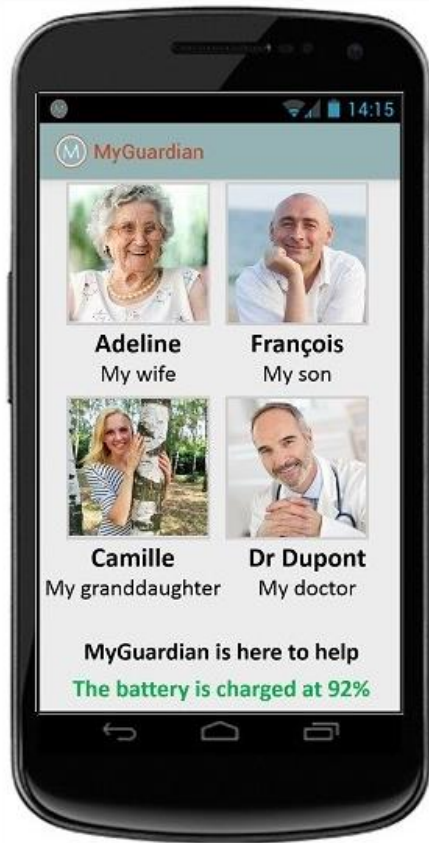 14:15
M MyGuardian
Adeline
My wife
François
My son
Camille
My granddaughter
Dr Dupont
My doctor
MyGuardian is here to help
The battery is charged at 92%